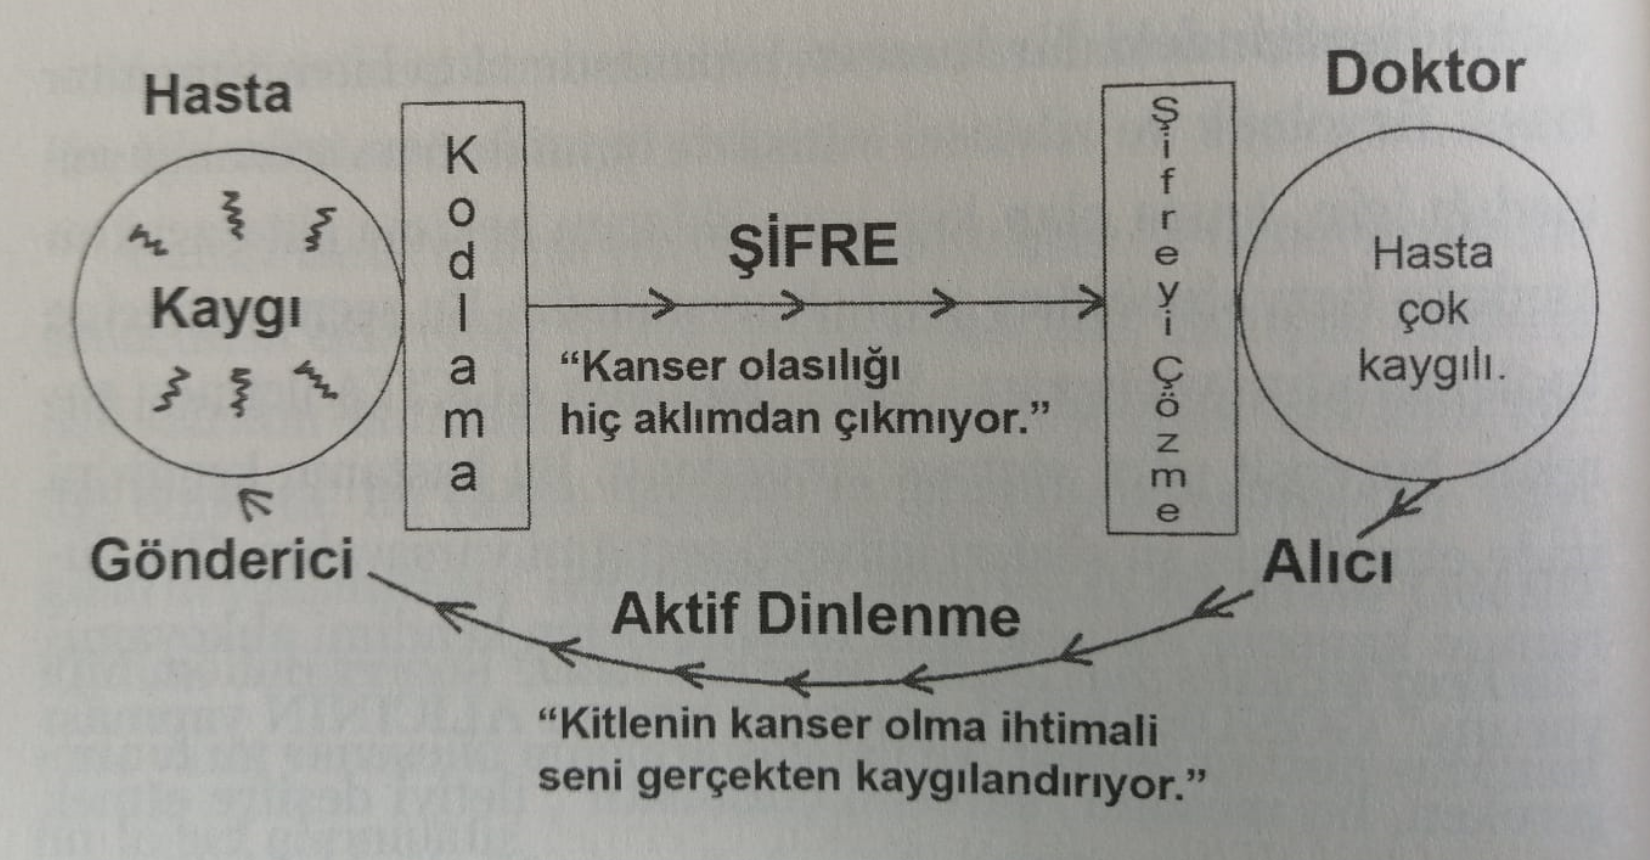 Hasta
Doktor
Kodlama
Şifreyi Çözme
Kaygı
ŞİFRE
“Kanser olasılığı
hiç aklımdan çıkmıyor.”
Hasta
çok
kaygılı.
Gönderici
Alıcı
Aktif Dinlenme
“Kitlenin kanser olma ihtimali
seni gerçekten kaygılandırıyor.”